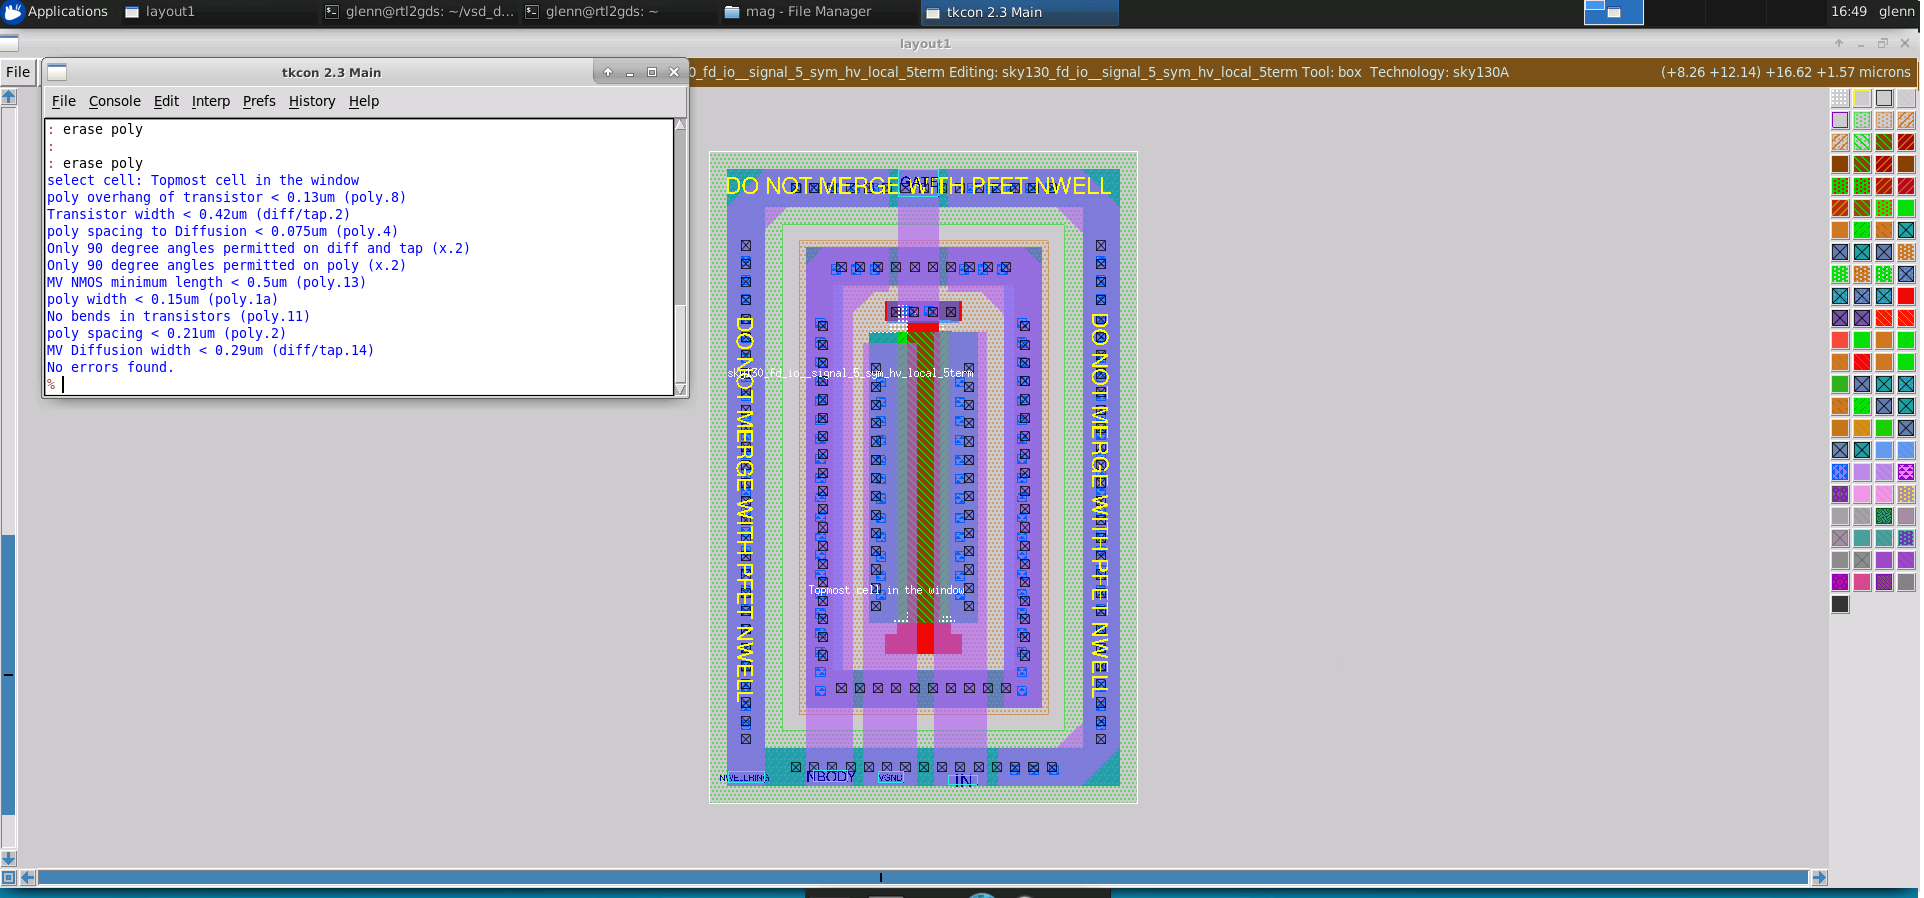 Applications
layout1
glenn@rtl2gds: ~/vsd_d...
glenn@rtl2gds: ~
mag - File Manager
tkcon 2.3 Main
16:49
glenn
layout1
File
tkcon 2.3 Main
0_fd_io__signal_5_sym_hv_local_5term Editing: sky130_fd_io__signal_5_sym_hv_local_5term Tool: box Technology: sky130A
(+8.26 +12.14) +16.62 +1.57 microns
File Console Edit Interp Prefs History Help
: erase poly
:
: erase poly
select cell: Topmost cell in the window
poly overhang of transistor < 0.13um (poly.8)
Transistor width < 0.42um (diff/tap.2)
poly spacing to Diffusion < 0.075um (poly.4)
Only 90 degree angles permitted on diff and tap (x.2)
Only 90 degree angles permitted on poly (x.2)
MV NMOS minimum length < 0.5um (poly.13)
poly width < 0.15um (poly.1a)
No bends in transistors (poly.11)
poly spacing < 0.21um (poly.2)
MV Diffusion width < 0.29um (diff/tap.14)
No errors found.
%
GATE
DO NOT MERGE WITH PFET NWELL
DO NOT MERGE WITH PFET NWELL
DO NOT MERGE WITH PFET NWELL
sky130_fd_io__signal_5_sym_hv_local_5term
Topmost cell in the window
NWELLRING
NBODY
VGND
IN